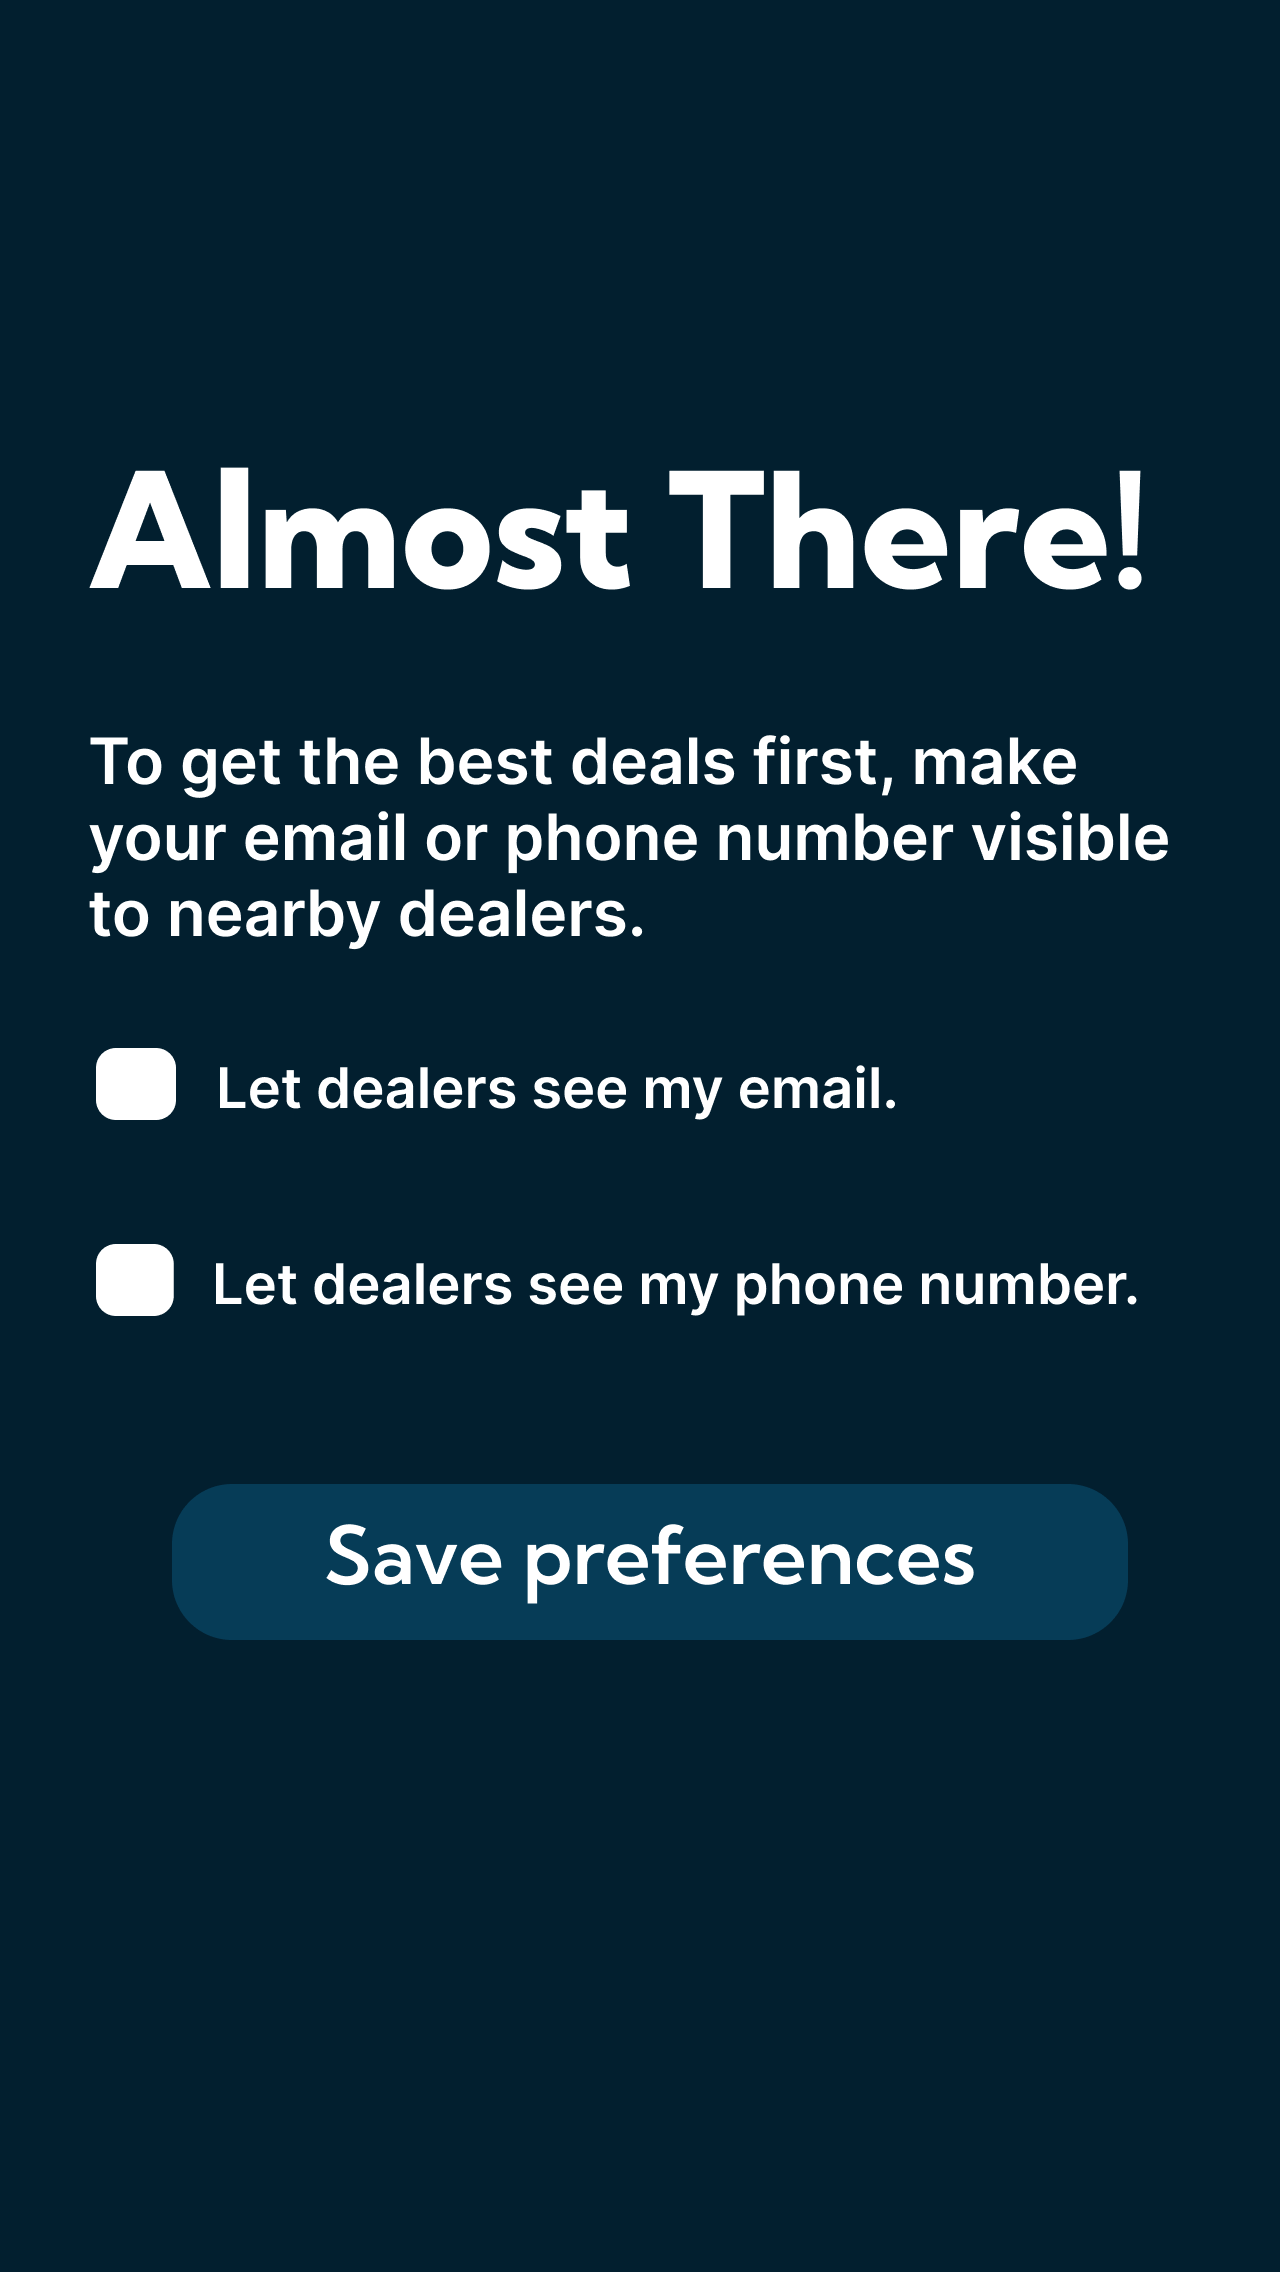 Almost There!
To get the best deals first, make
your email or phone number visible
to nearby dealers.
Let dealers see my email.
Let dealers see my phone number.
Save preferences